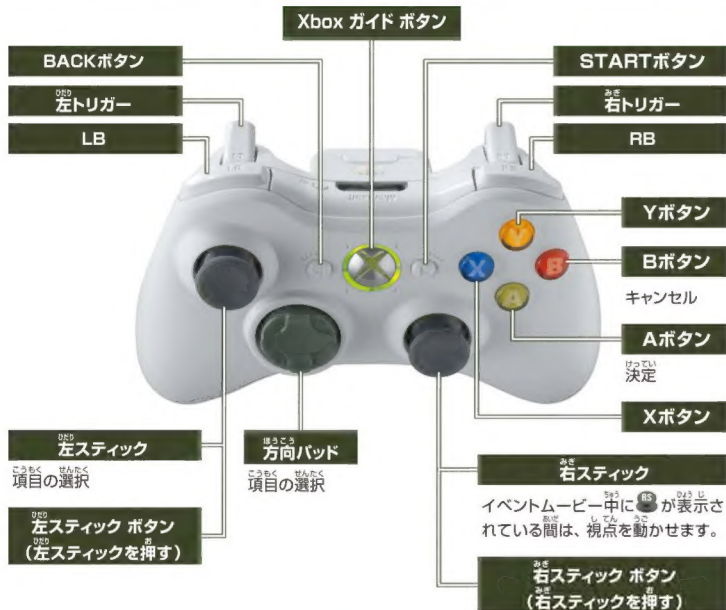 Xbox ガイド ボタン
BACKボタン
STARTボタン
左トリガー
右トリガー
LB
RB
Yボタン
Bボタン
キャンセル
Aボタン
決定
Xボタン
左スティック
項目の選択
方向パッド
項目の選択
右スティック
イベントムービー中に RS が表示さ
れている間は、視点を動かせます。
左スティック ボタン
(左スティックを押す)
右スティック ボタン
(右スティックを押す)
Y
X
B
A